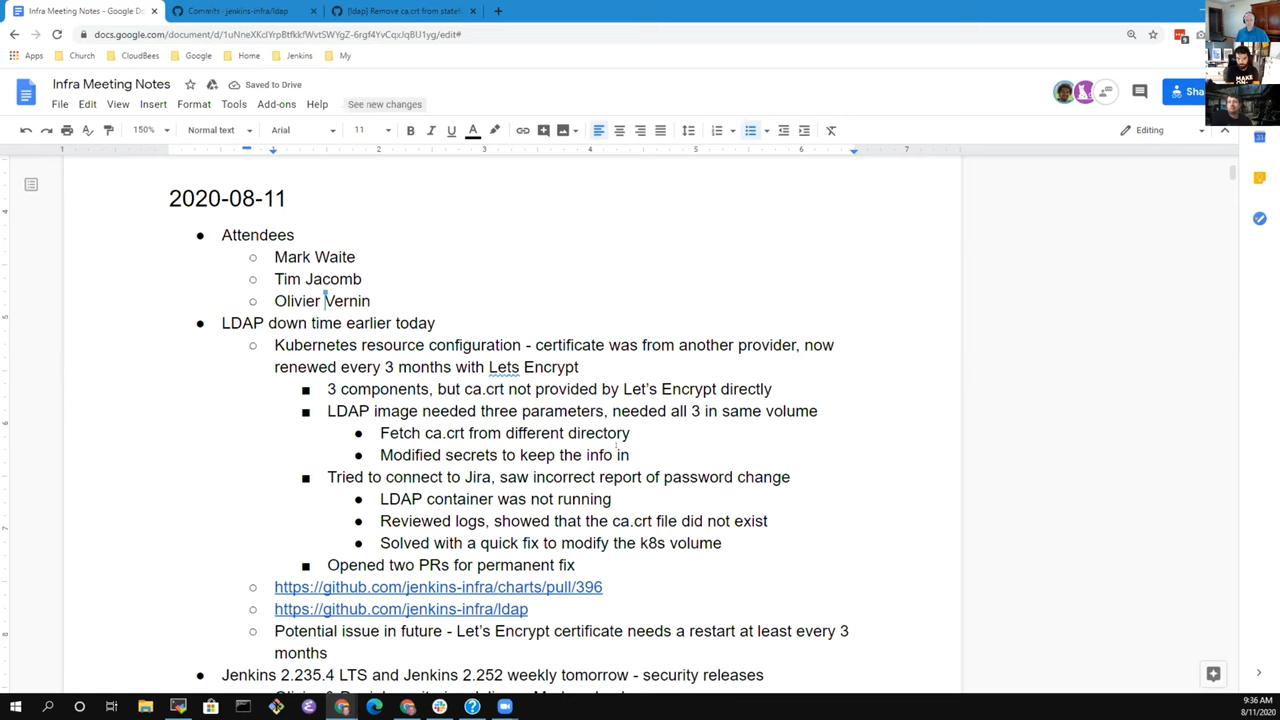 Infra Meeting Notes - Google Do
Commits · jenkins-infra/ldap
[ldap] Remove ca.crt from state
docs.google.com/document/d/
Apps Church CloudBees Google Home Jenkins My
Infra Meeting Notes Saved to Drive
File Edit View Insert Format Tools Add-ons Help See new changes
Sha
150% Normal text Arial 11 B I U A Editing
1 1 2 3 4 5 6 7
2020-08-11
● Attendees
○ Mark Waite
○ Tim Jacomb
○ Olivier Vernin
● LDAP down time earlier today
○ Kubernetes resource configuration - certificate was from another provider, now
renewed every 3 months with Lets Encrypt
■ 3 components, but ca.crt not provided by Let's Encrypt directly
■ LDAP image needed three parameters, needed all 3 in same volume
● Fetch ca.crt from different directory
● Modified secrets to keep the info in
■ Tried to connect to Jira, saw incorrect report of password change
● LDAP container was not running
● Reviewed logs, showed that the ca.crt file did not exist
● Solved with a quick fix to modify the k8s volume
■ Opened two PRs for permanent fix
○ https://github.com/jenkins-infra/charts/pull/396
○ https://github.com/jenkins-infra/ldap
○ Potential issue in future - Let's Encrypt certificate needs a restart at least every 3
months
● Jenkins 2.235.4 LTS and Jenkins 2.252 weekly tomorrow - security releases
9:36 AM
8/11/2020